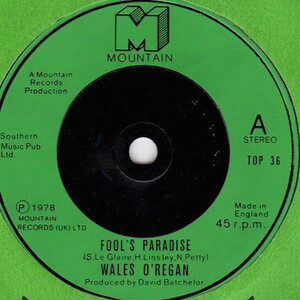 M
MOUNTAIN
A Mountain
Records
Production
Southern
Music Pub
Ltd.
A
STEREO
TOP 36
Ⓟ 1978
MOUNTAIN
RECORDS (UK) LTD
Made in
England
45 r.p.m.
FOOL'S PARADISE
(S. Le Glaire, H. Linsley, N. Petty)
WALES O'REGAN
Produced by David Batchelor